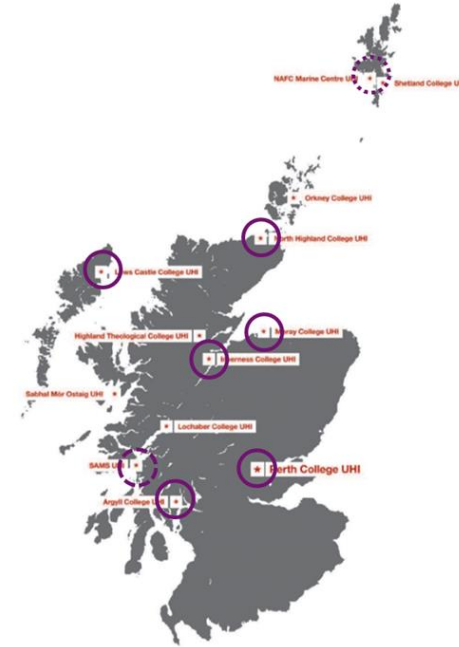 NAFC Marine Centre UHI
Shetland College U
Orkney College UHI
North Highland College UHI
Lews Castle College UHI
Highland Theological College UHI
Moray College UHI
Inverness College UHI
Sabhal Mòr Ostaig UHI
Lochaber College UHI
SAMS UHI
Perth College UHI
Argyll College UHI